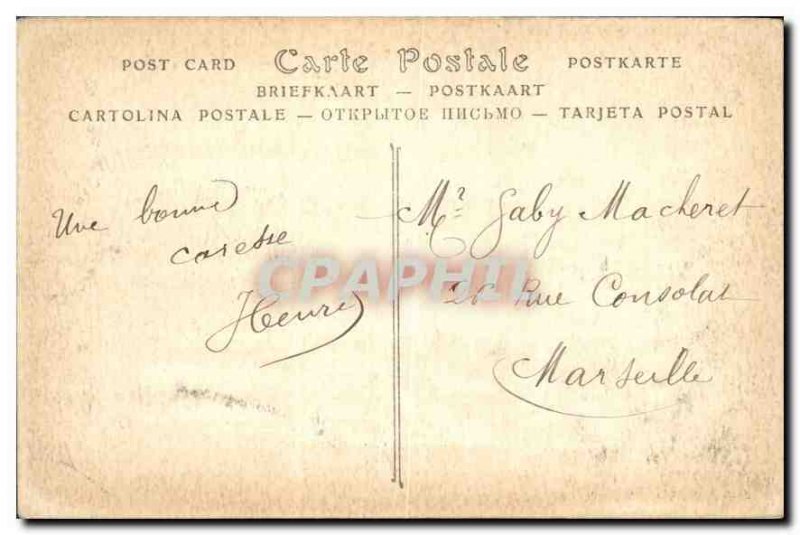 POST CARD Carte Postale POSTKARTE
BRIEFKAART — POSTKAART
CARTOLINA POSTALE — ОТКРЫТОЕ ПИСЬМО — TARJETA POSTAL
Une bonne
caresse
Henri
Mr Gaby Macheret
26 Rue Consolat
Marseille
CPAPHIL